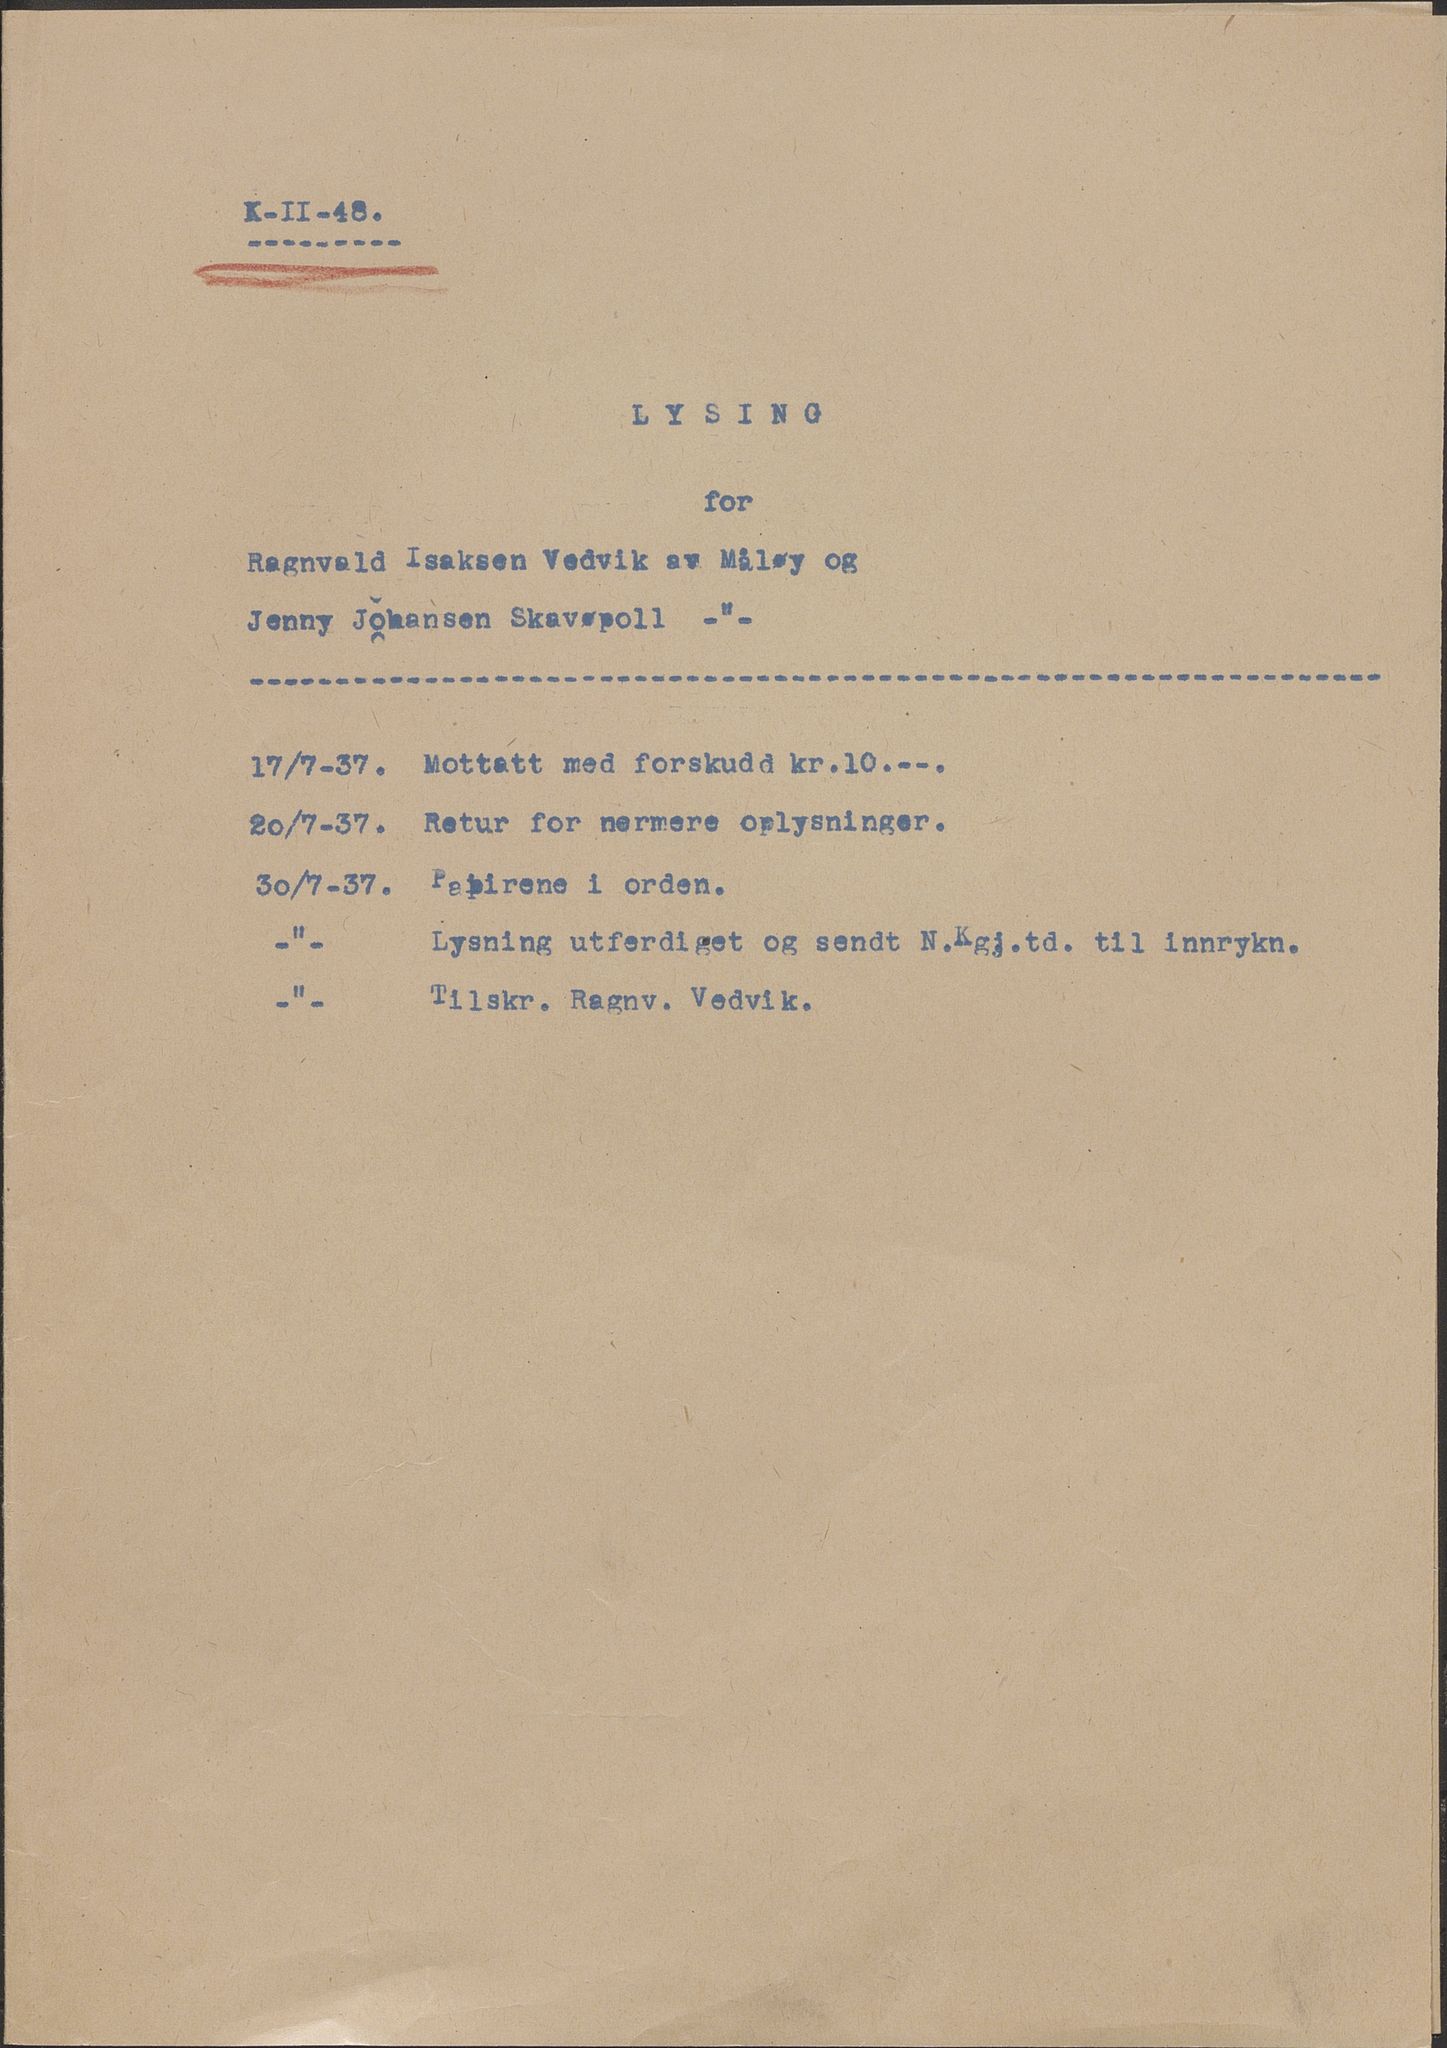 K-II-48.
---------
LYSING
for
Ragnvald Isaksen Vedvik av Måløy og
Jenny Johansen Skavøpoll -"-
-----------------------------------------------------------------
17/7-37. Mottatt med forskudd kr.10.--.
20/7-37. Retur for nermere oplysninger.
30/7-37. Papirene i orden.
-"- Lysning utferdiget og sendt N.Kgj.td. til innrykn.
-"- Tilskr. Ragnv. Vedvik.